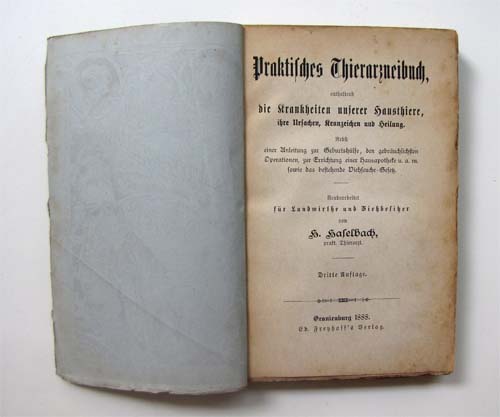 Praktisches Thierarzneibuch,
enthaltend
die Krankheiten unserer Hausthiere,
ihre Ursachen, Kennzeichen und Heilung.
Nebst
einer Anleitung zur Geburtshülfe, den gebräuchlichsten
Operationen, zur Errichtung einer Hausapotheke u. a. m.
sowie das bestehende Viehseuche-Gesetz.
Neubearbeitet
für Landwirthe und Viehbesitzer
von
H. Haselbach,
prakt. Thierarzt.
Dritte Auflage.
Oranienburg 1888.
Ed. Freyhoff's Verlag.